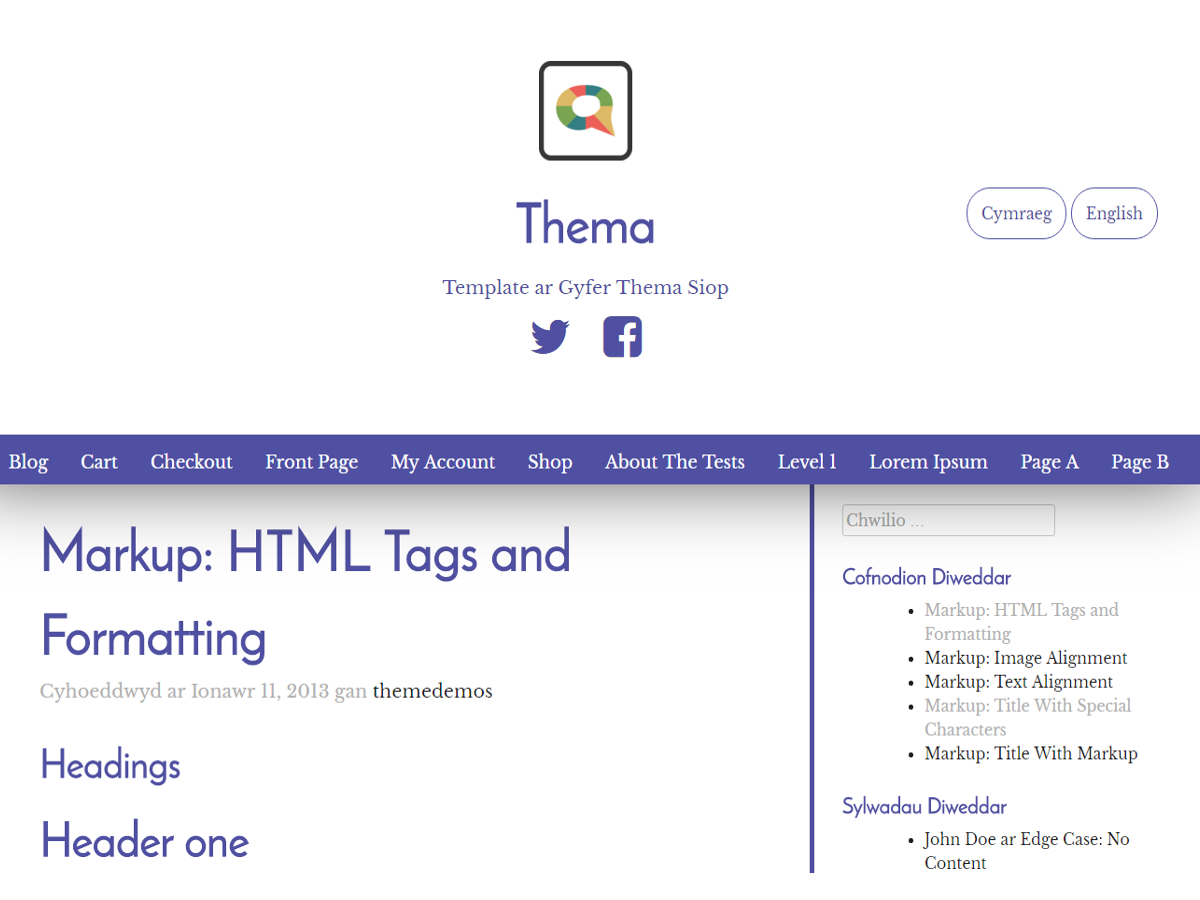 Thema
Cymraeg English
Template ar Gyfer Thema Siop
Blog Cart Checkout Front Page My Account Shop About The Tests Level 1 Lorem Ipsum Page A Page B
Markup: HTML Tags and
Formatting
Cyhoeddwyd ar Ionawr 11, 2013 gan themedemos
Headings
Header one
Chwilio ...
Cofnodion Diweddar
Markup: HTML Tags and
Formatting
Markup: Image Alignment
Markup: Text Alignment
Markup: Title With Special
Characters
Markup: Title With Markup
Sylwadau Diweddar
John Doe ar Edge Case: No
Content